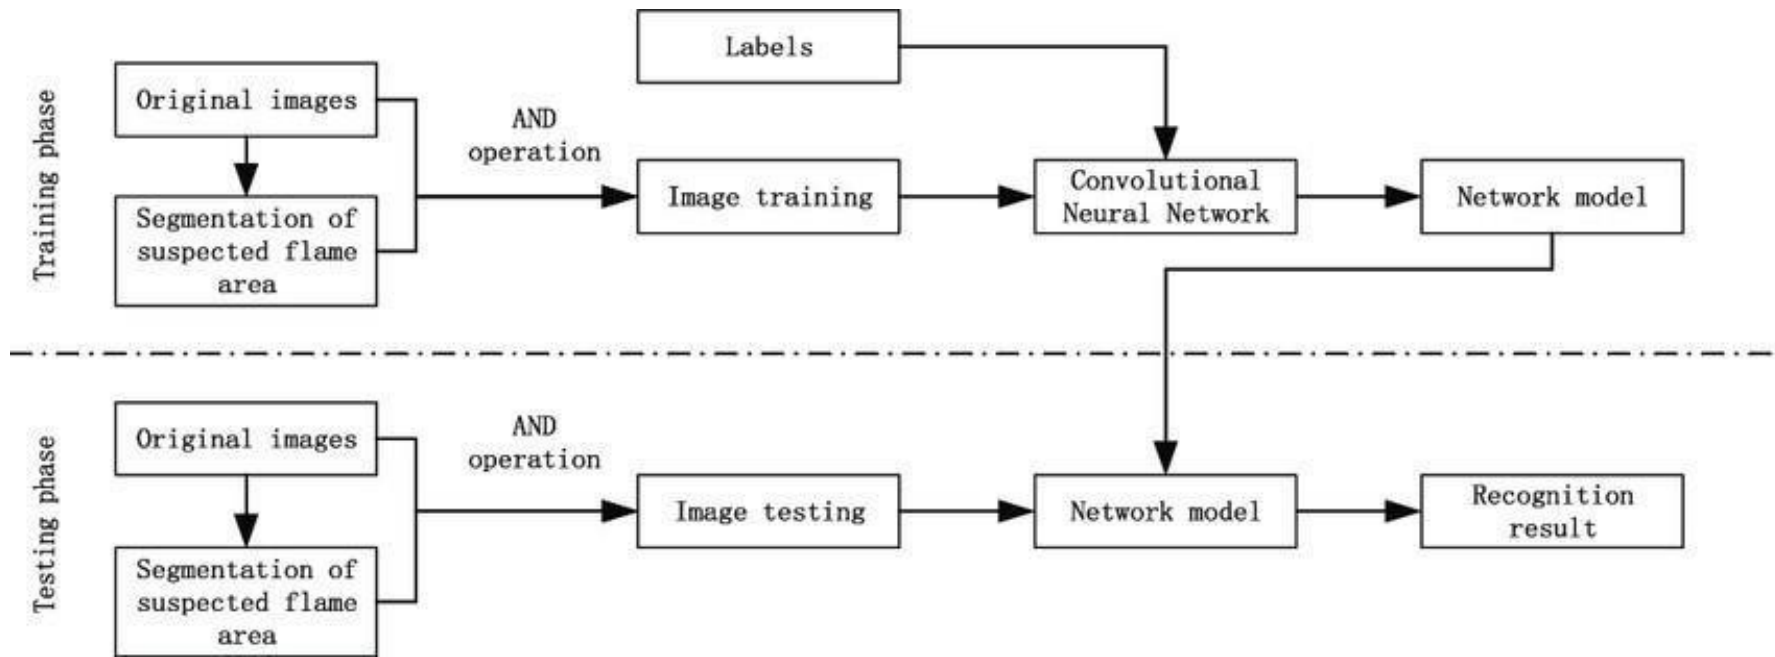 Training phase
Labels
Original images
AND
operation
Segmentation of
suspected flame
area
Image training
Convolutional
Neural Network
Network model
Testing phase
Original images
AND
operation
Segmentation of
suspected flame
area
Image testing
Network model
Recognition
result